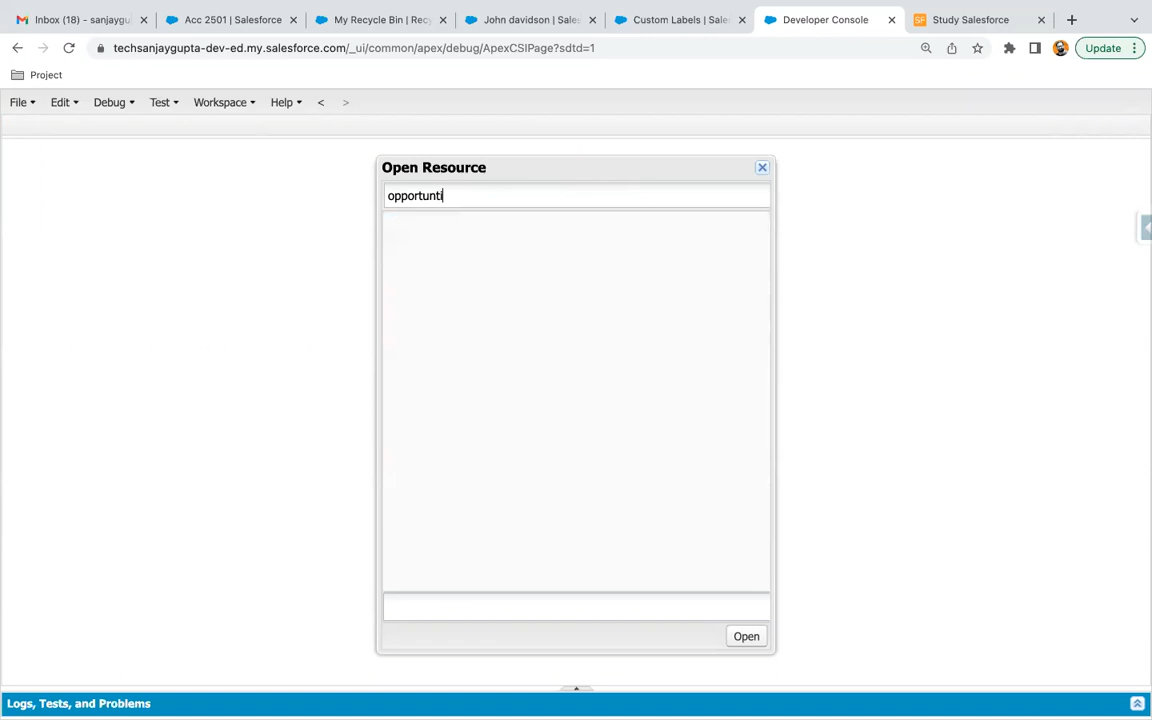 Inbox (18) - sanjaygu
Acc 2501 | Salesforce
My Recycle Bin | Recy
John davidson | Sales
Custom Labels | Sale
Developer Console
Study Salesforce
techsanjaygupta-dev-ed.my.salesforce.com/_ui/common/apex/debug/ApexCSIPage?sdtd=1
Update
Project
File Edit Debug Test Workspace Help < >
Open Resource
opportunti
Open
Logs, Tests, and Problems